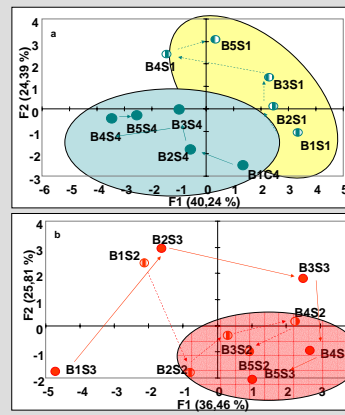 a
4
3
2
1
0
-1
-2
-3
F2 (24,39 %)
B5S1
B4S1
B3S1
B2S1
B1S1
B4S4
B5S4
B3S4
B2S4
B1C4
-6 -5 -4 -3 -2 -1 0 1 2 3 4 5 6
F1 (40,24 %)
b
4
3
2
1
0
-1
-2
F2 (25,81 %)
B2S3
B1S2
B3S3
B4S2
B3S2
B4S
B1S3
B2S2
B5S2
B5S3
-5 -4 -3 -2 -1 0 1 2 3
F1 (36,46 %)